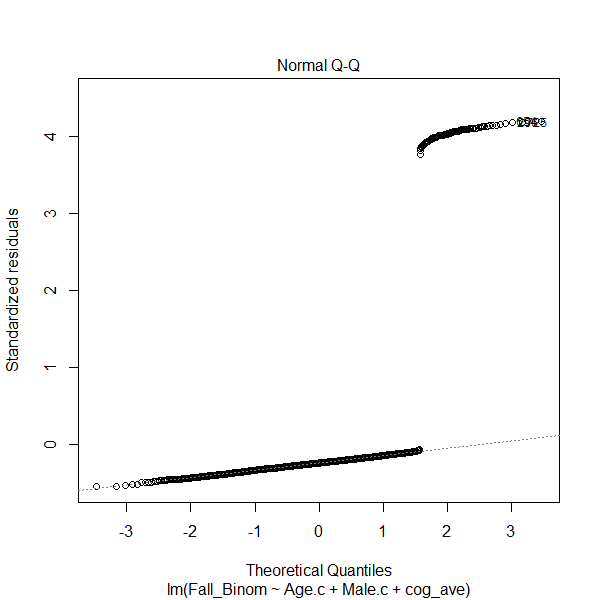 Normal Q-Q
Standardized residuals
4
3
2
1
0
-3 -2 -1 0 1 2 3
Theoretical Quantiles
lm(Fall_Binom ~ Age.c + Male.c + cog_ave)